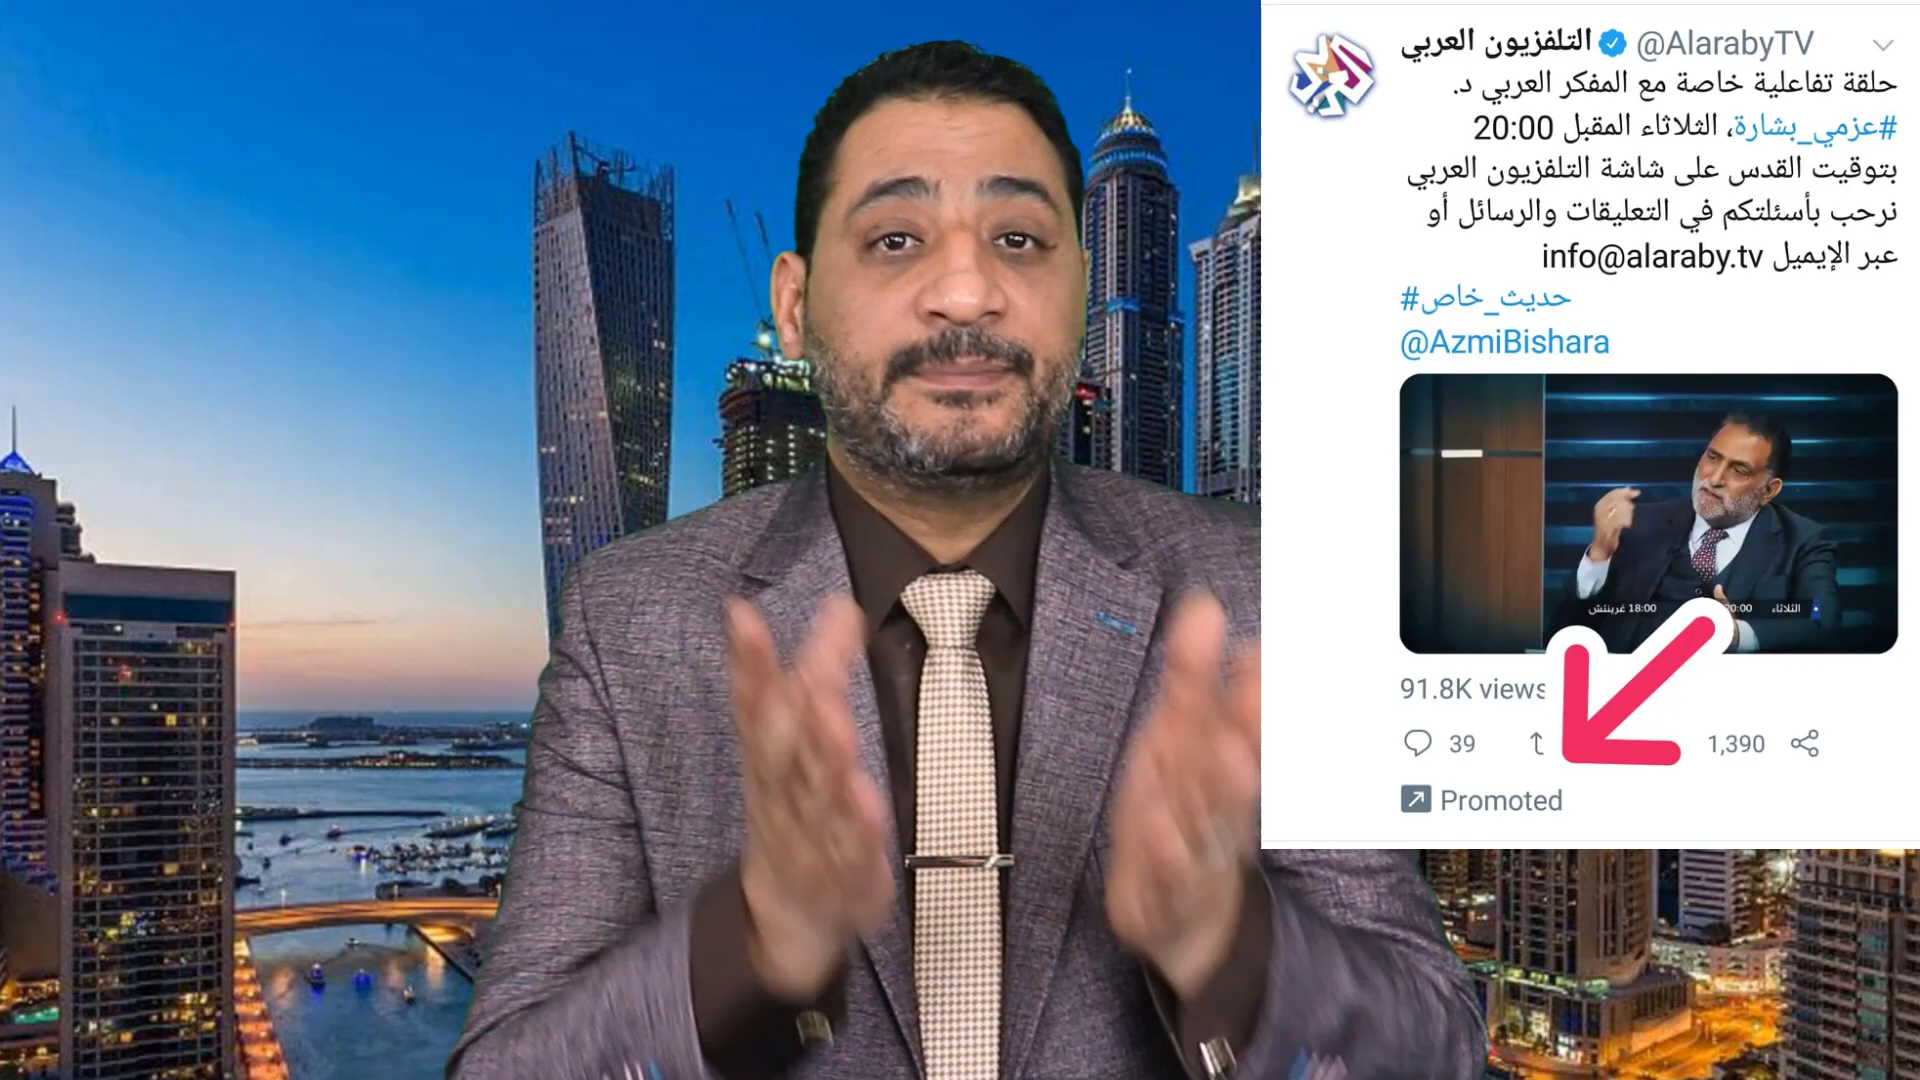 التلفزيون العربي @AlarabyTV
حلقة تفاعلية خاصة مع المفكر العربي د.
#عزمي_بشارة، الثلاثاء المقبل 20:00
بتوقيت القدس على شاشة التلفزيون العربي
نرحب بأسئلتكم في التعليقات والرسائل أو
عبر الإيميل info@alaraby.tv
#حديث_خاص
@AzmiBishara
الثلاثاء 20:00 18:00 غرينتش
91.8K views
39 1,390
Promoted